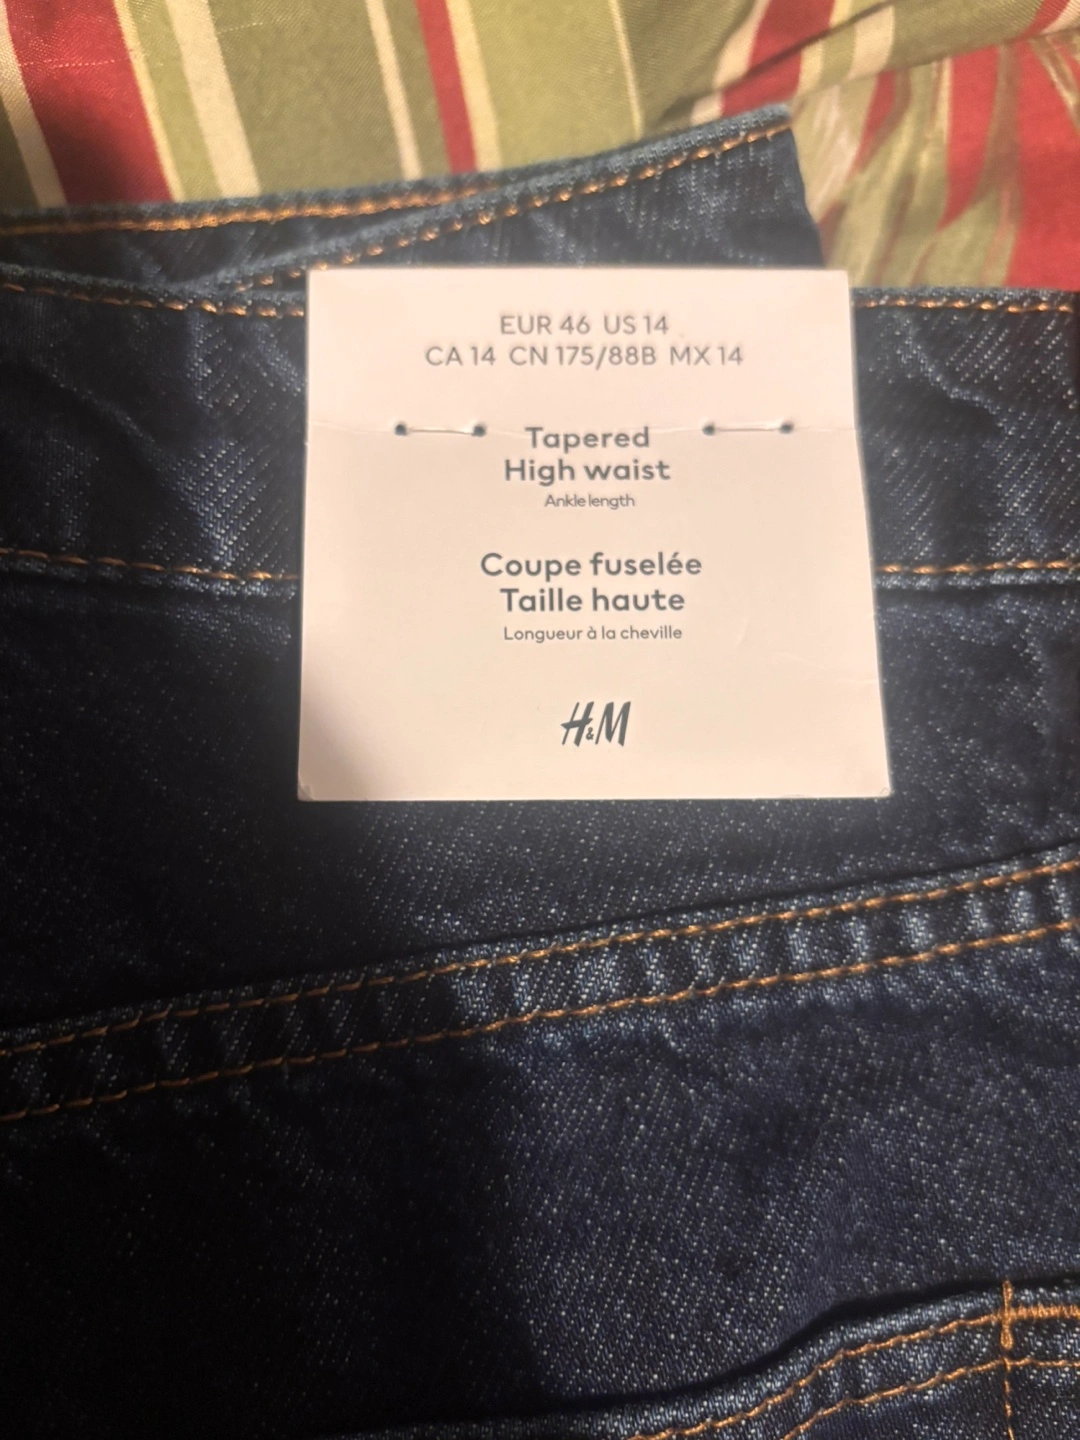 EUR 46 US 14
CA 14 CN 175/88B MX 14
Tapered
High waist
Ankle length
Coupe fuselée
Taille haute
Longueur à la cheville
H&M